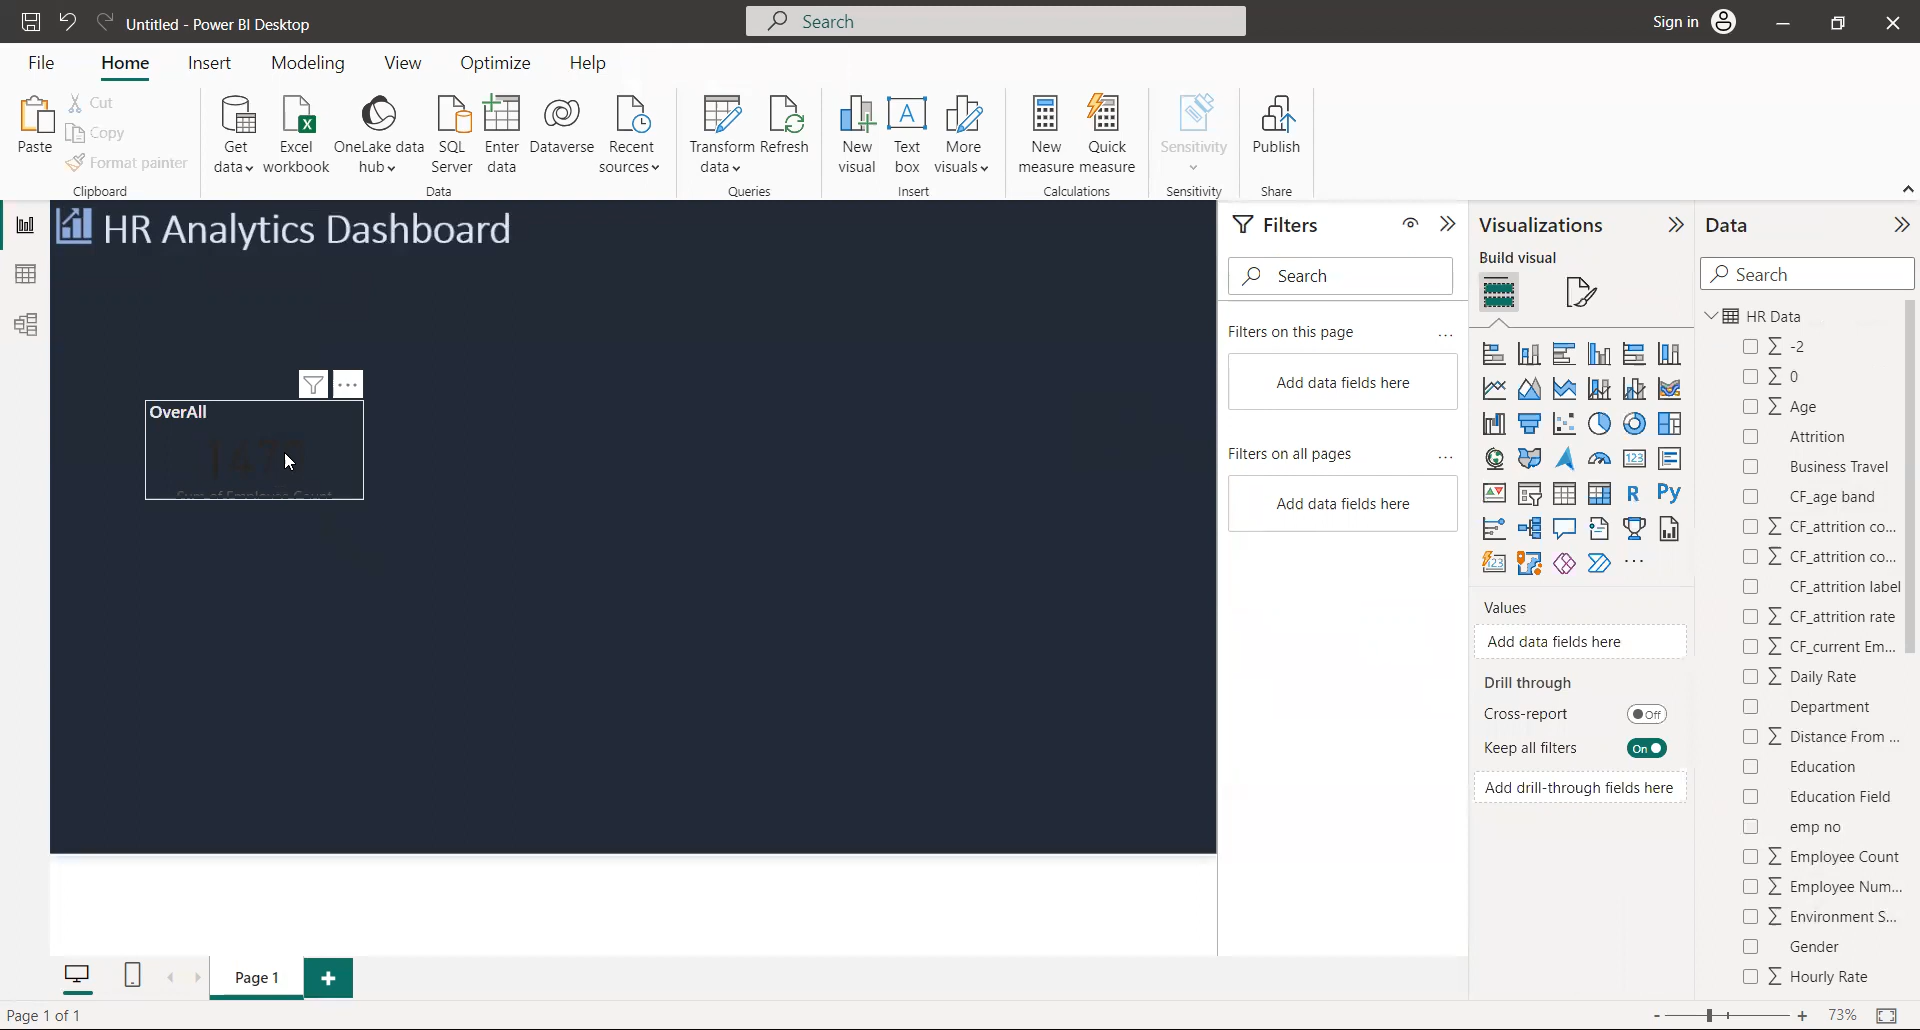 Untitled - Power BI Desktop
Search
Sign in
File Home Insert Modeling View Optimize Help
Paste
Cut
Copy
Format painter
Clipboard
Get data
Excel workbook
OneLake data hub
SQL Server
Enter data
Dataverse
Recent sources
Data
Transform data
Refresh
Queries
New visual
Text box
More visuals
Insert
New measure
Quick measure
Calculations
Sensitivity
Sensitivity
Publish
Share
HR Analytics Dashboard
OverAll
Sum of Employee Count
Filters
Search
Filters on this page ...
Add data fields here
Filters on all pages ...
Add data fields here
Visualizations
Build visual
123
R
Py
123
...
Values
Add data fields here
Drill through
Cross-report Off
Keep all filters On
Add drill-through fields here
Data
Search
HR Data
-2
0
Age
Attrition
Business Travel
CF_age band
CF_attrition co...
CF_attrition co...
CF_attrition label
CF_attrition rate
CF_current Em...
Daily Rate
Department
Distance From ...
Education
Education Field
emp no
Employee Count
Employee Num...
Environment S...
Gender
Hourly Rate
Page 1
Page 1 of 1
- + 73%